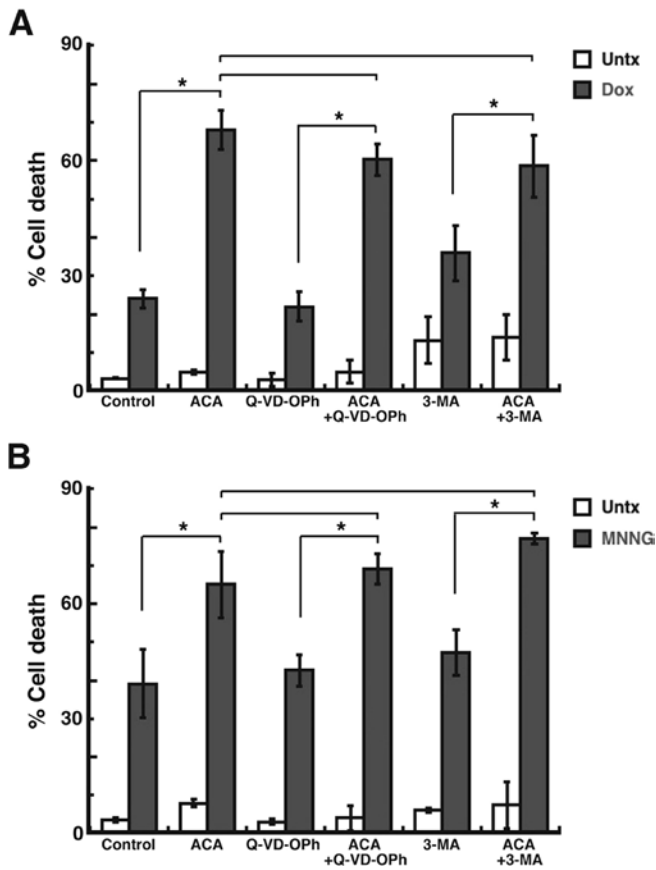 A
90
60
30
0
% Cell death
*
*
*
Untx
Dox
Control ACA Q-VD-OPh ACA 3-MA ACA
+Q-VD-OPh +3-MA
B
90
60
30
0
% Cell death
*
*
*
Untx
MNNG
Control ACA Q-VD-OPh ACA 3-MA ACA
+Q-VD-OPh +3-MA